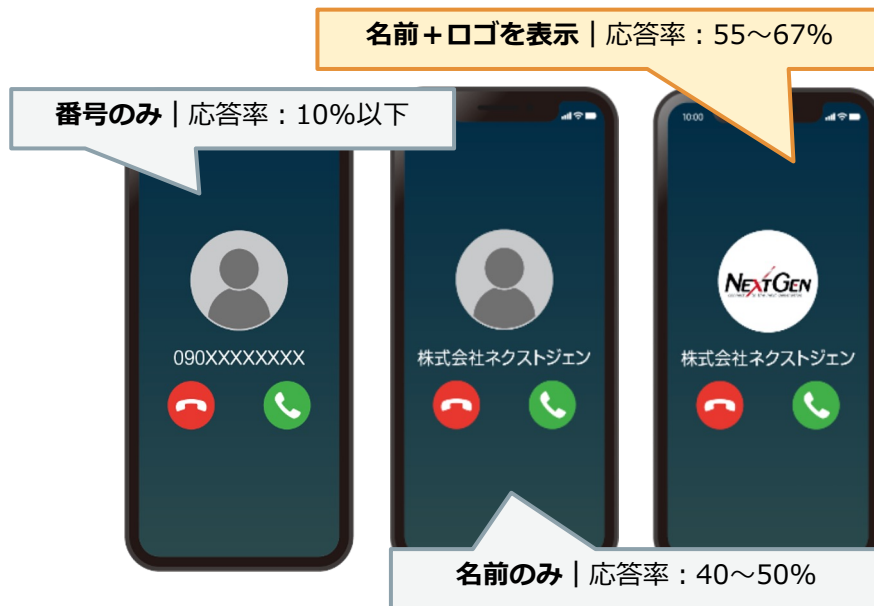 名前＋ロゴを表示｜応答率：55～67%
番号のみ｜応答率：10%以下
10:00
NEXTGEN
090XXXXXXXX
株式会社ネクストジェン
株式会社ネクストジェン
名前のみ｜応答率：40～50%